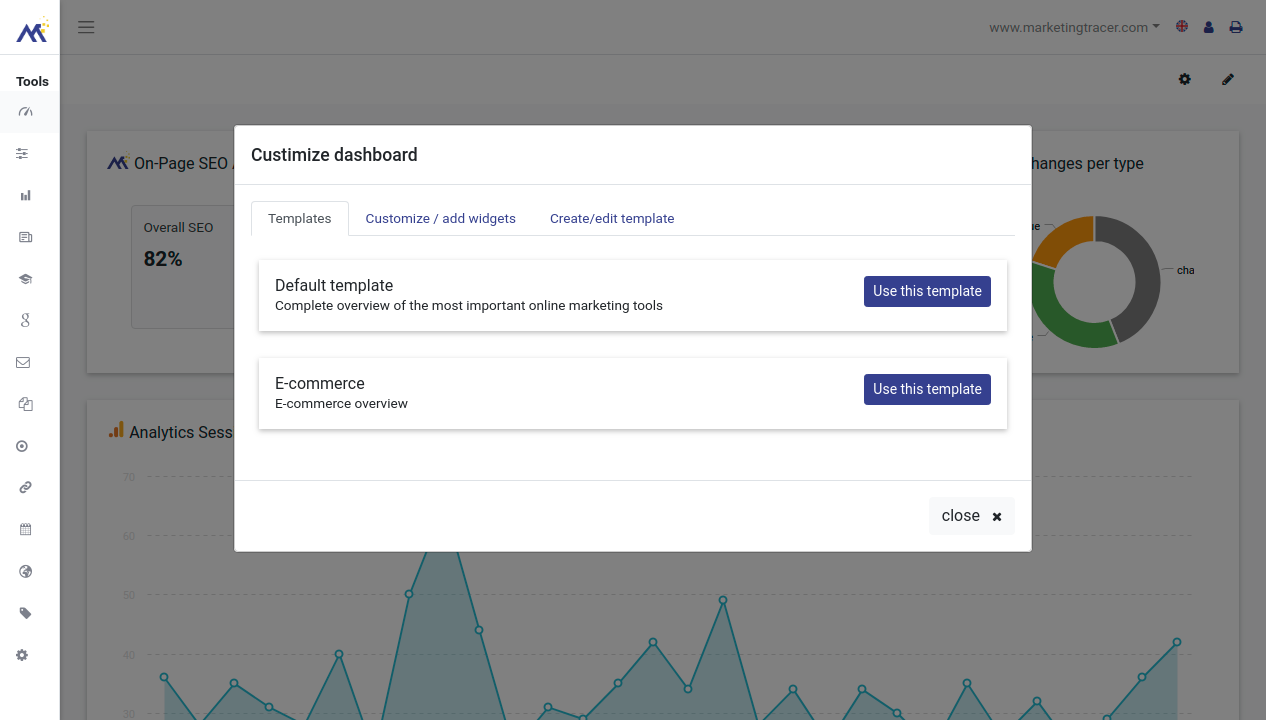 www.marketingtracer.com
Tools
Custimize dashboard
On-Page SEO
hanges per type
Templates
Customize / add widgets
Create/edit template
Overall SEO
82%
ue
cha
Default template
Complete overview of the most important online marketing tools
Use this template
E-commerce
E-commerce overview
Use this template
Analytics Sess
70
close
60
50
40
30